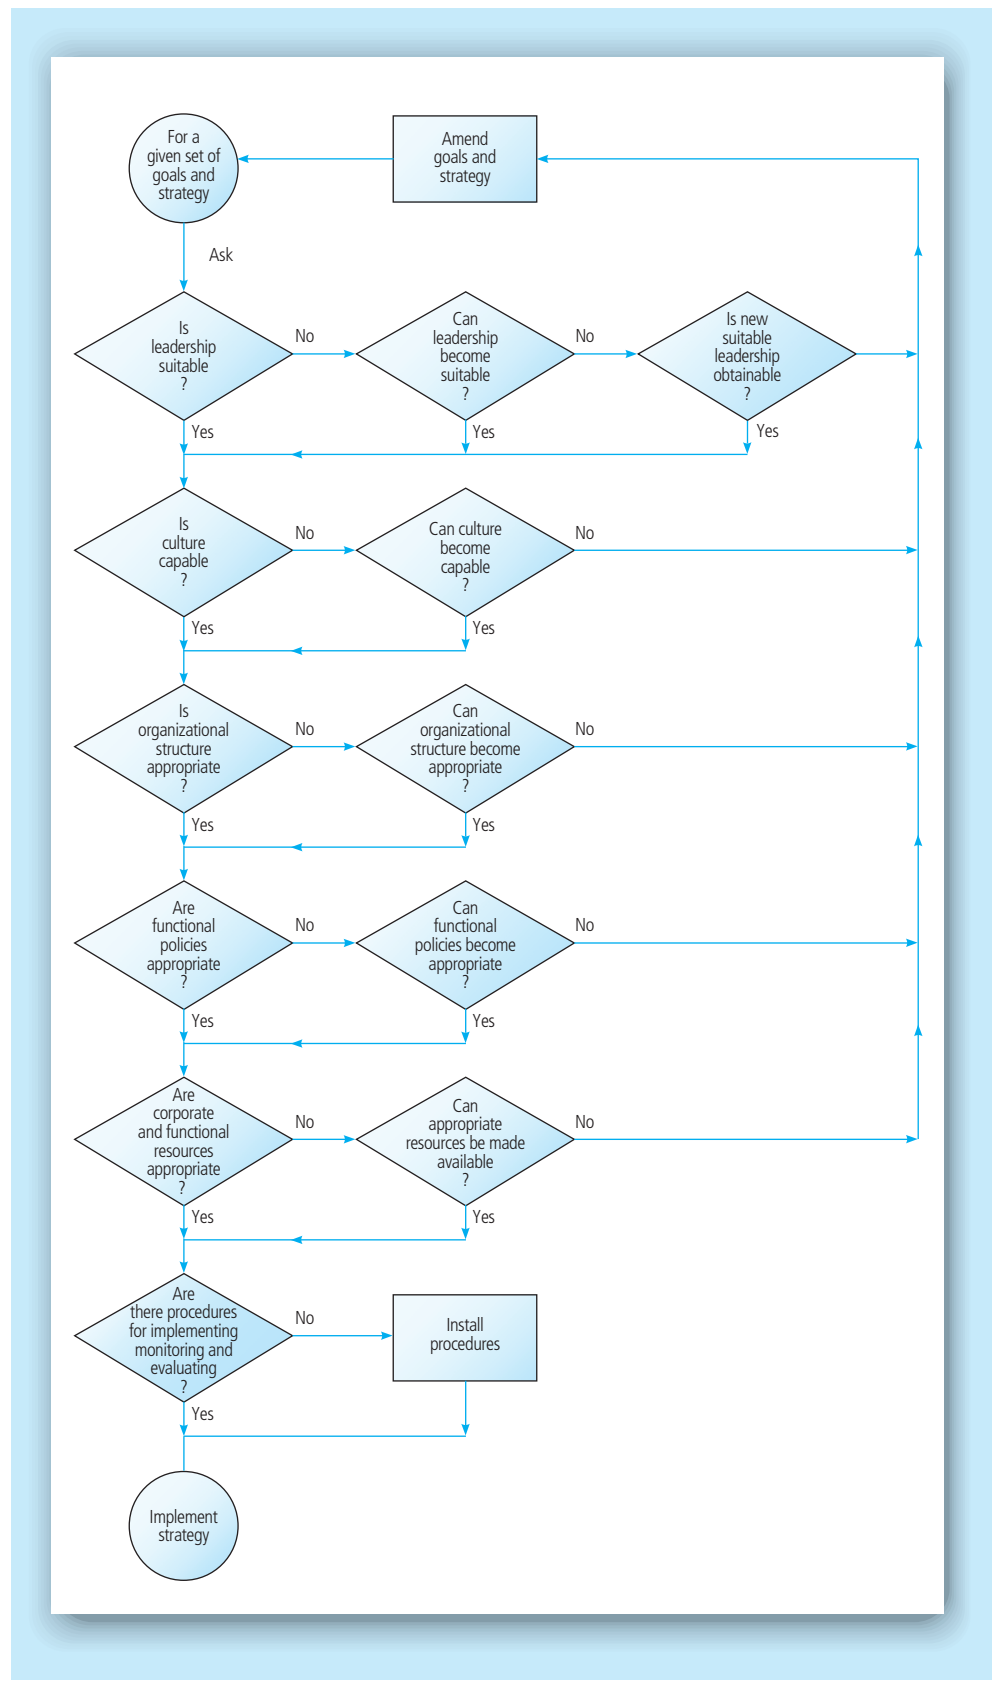 For a
given set of
goals and
strategy
Amend
goals and
strategy
Ask
Is
leadership
suitable
?
No
Can
leadership
become
suitable
?
No
Is new
suitable
leadership
obtainable
?
Yes
Yes
Yes
Is
culture
capable
?
No
Can culture
become
capable
?
No
Yes
Yes
Is
organizational
structure
appropriate
?
No
Can
organizational
structure become
appropriate
?
No
Yes
Yes
Are
functional
policies
appropriate
?
No
Can
functional
policies become
appropriate
?
No
Yes
Yes
Are
corporate
and functional
resources
appropriate
?
No
Can
appropriate
resources be made
available
?
No
Yes
Yes
Are
there procedures
for implementing
monitoring and
evaluating
?
No
Install
procedures
Yes
Implement
strategy